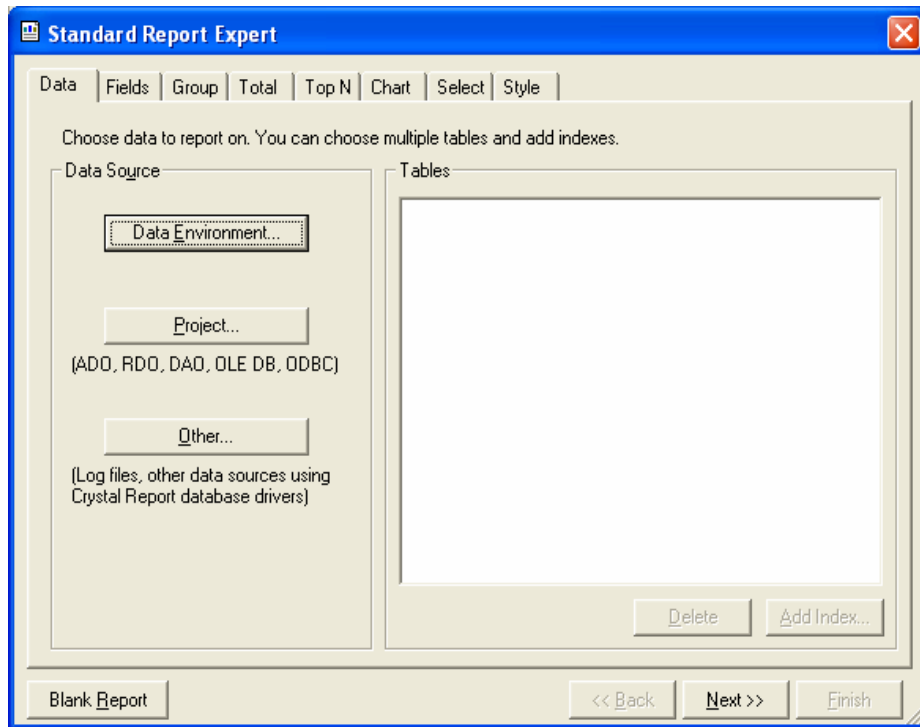 Standard Report Expert
Data Fields Group Total Top N Chart Select Style
Choose data to report on. You can choose multiple tables and add indexes.
Data Source
Data Environment...
Project...
(ADO, RDO, DAO, OLE DB, ODBC)
Other...
(Log files, other data sources using
Crystal Report database drivers)
Tables
Delete Add Index...
Blank Report << Back Next >> Finish